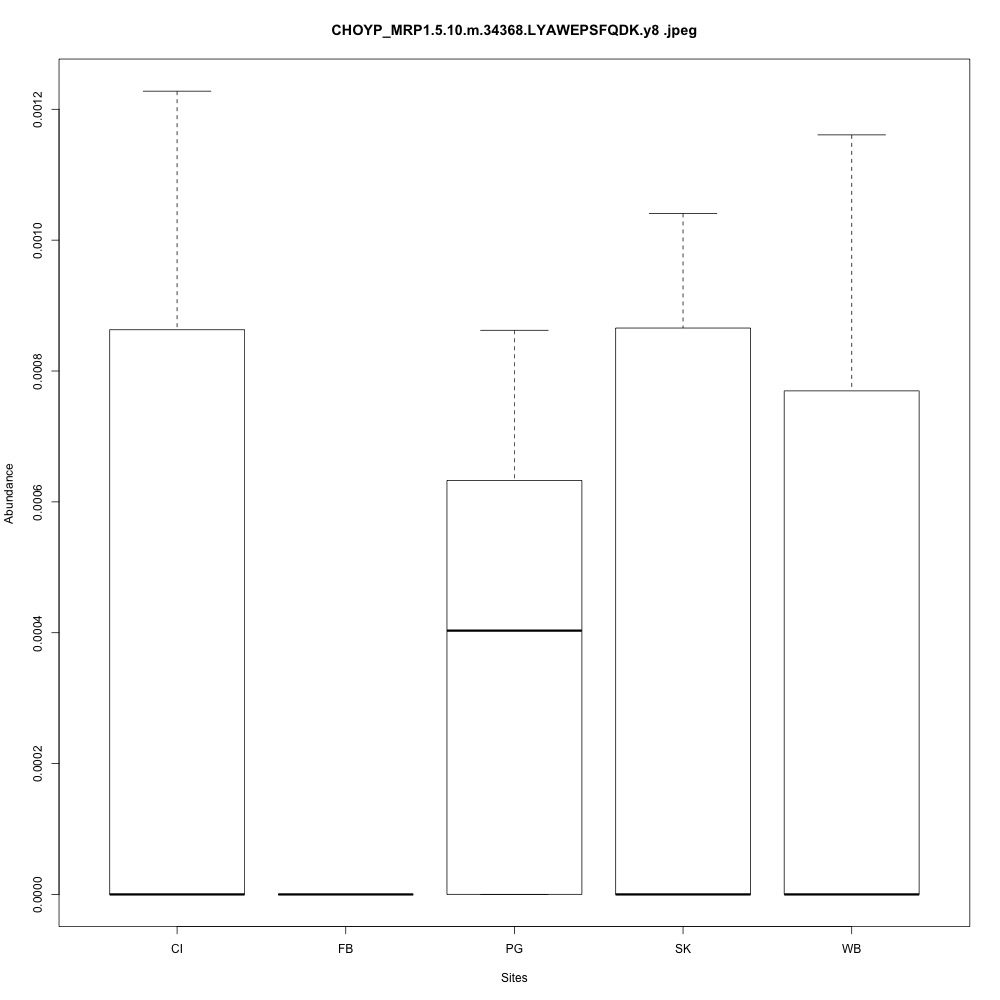 CHOYP_MRP1.5.10.m.34368.LYAWEPSFQDK.y8 .jpeg
0.0012
0.0010
0.0008
0.0006
0.0004
0.0002
0.0000
Abundance
CI FB PG SK WB
Sites